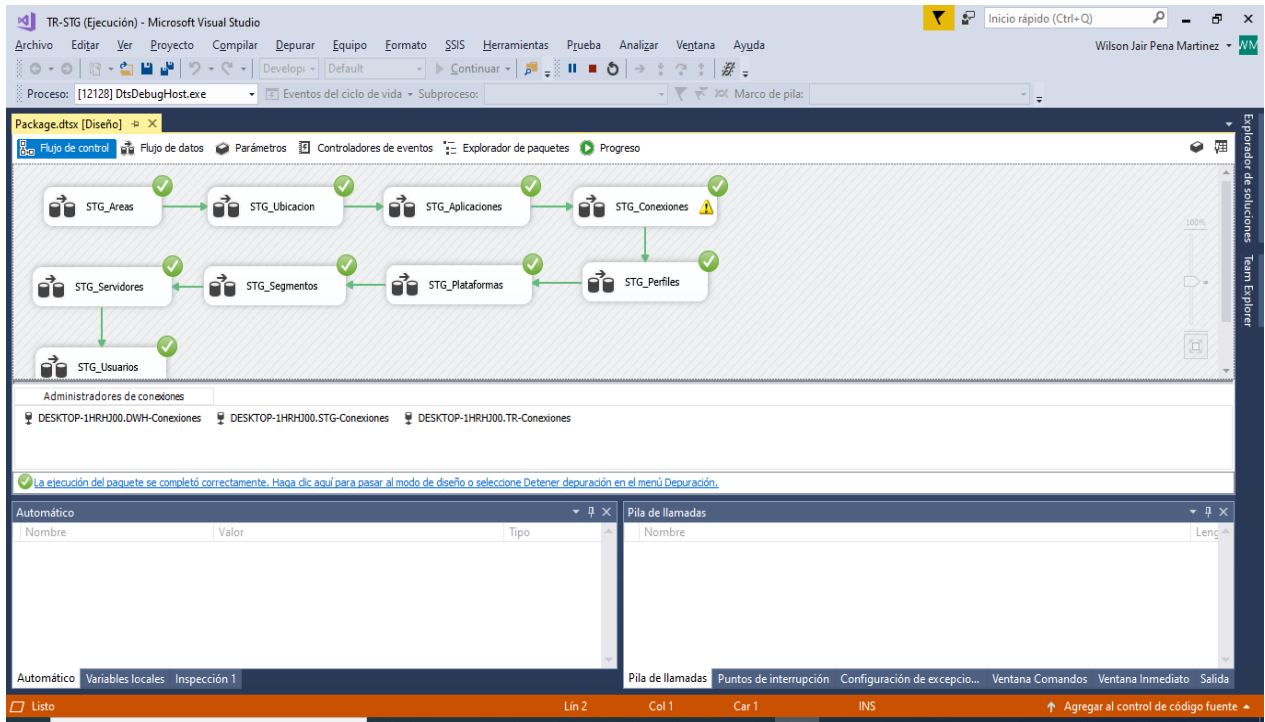 TR-STG (Ejecución) - Microsoft Visual Studio
Inicio rápido (Ctrl+Q)
Archivo Editar Ver Proyecto Compilar Depurar Equipo Formato SSIS Herramientas Prueba Analizar Ventana Ayuda
Wilson Jair Pena Martinez WM
Developi Default Continuar
Proceso: [12128] DtsDebugHost.exe Eventos del ciclo de vida Subproceso: Marco de pila:
Package.dtsx [Diseño]
Flujo de control Flujo de datos Parámetros Controladores de eventos Explorador de paquetes Progreso
STG_Areas STG_Ubicacion STG_Aplicaciones STG_Conexiones
100%
STG_Servidores STG_Segmentos STG_Plataformas STG_Perfiles
STG_Usuarios
Explorador de soluciones
Team Explorer
Administradores de conexiones
DESKTOP-1HRHJ00.DWH-Conexiones DESKTOP-1HRHJ00.STG-Conexiones DESKTOP-1HRHJ00.TR-Conexiones
La ejecución del paquete se completó correctamente. Haga clic aquí para pasar al modo de diseño o seleccione Detener depuración en el menú Depuración.
Automático
Nombre Valor Tipo
Pila de llamadas
Nombre Leng
Automático Variables locales Inspección 1
Pila de llamadas Puntos de interrupción Configuración de excepcio... Ventana Comandos Ventana Inmediato Salida
Listo Lín 2 Col 1 Car 1 INS Agregar al control de código fuente